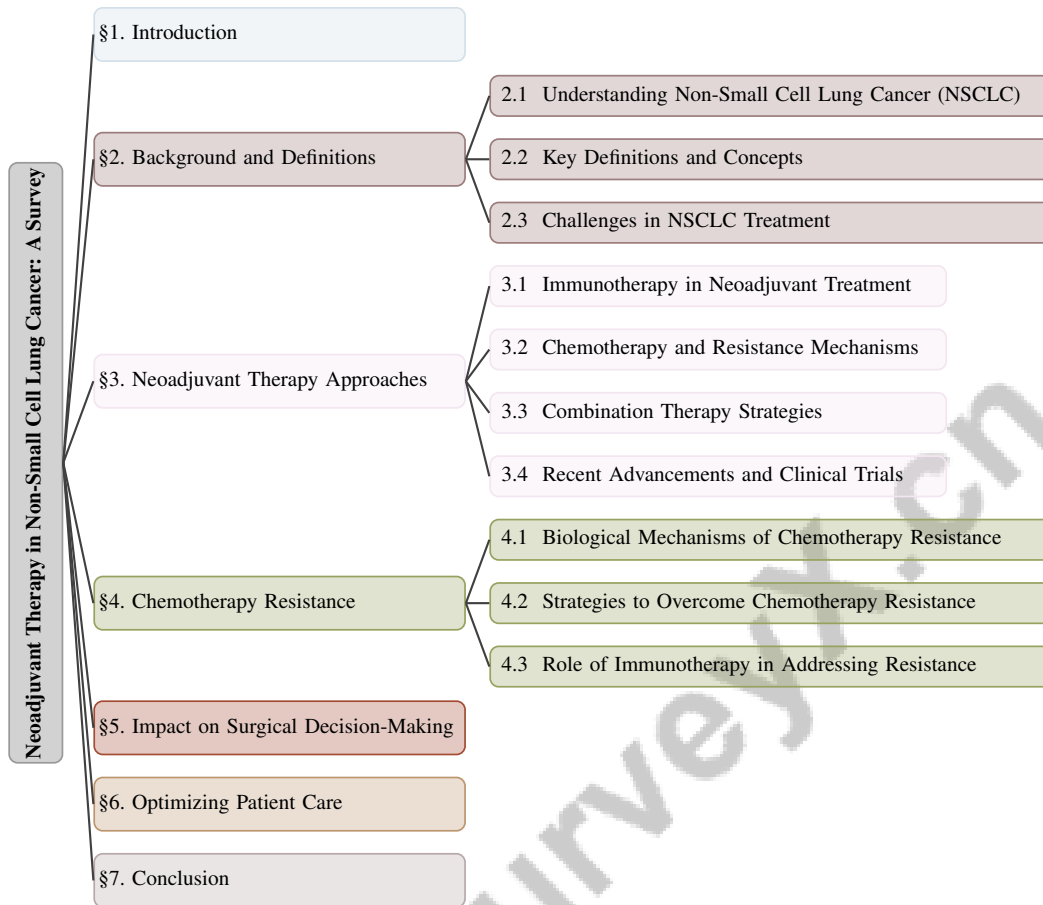 Neoadjuvant Therapy in Non-Small Cell Lung Cancer: A Survey
§1. Introduction
§2. Background and Definitions
2.1 Understanding Non-Small Cell Lung Cancer (NSCLC)
2.2 Key Definitions and Concepts
2.3 Challenges in NSCLC Treatment
§3. Neoadjuvant Therapy Approaches
3.1 Immunotherapy in Neoadjuvant Treatment
3.2 Chemotherapy and Resistance Mechanisms
3.3 Combination Therapy Strategies
3.4 Recent Advancements and Clinical Trials
§4. Chemotherapy Resistance
4.1 Biological Mechanisms of Chemotherapy Resistance
4.2 Strategies to Overcome Chemotherapy Resistance
4.3 Role of Immunotherapy in Addressing Resistance
§5. Impact on Surgical Decision-Making
§6. Optimizing Patient Care
§7. Conclusion
surveyx.cn